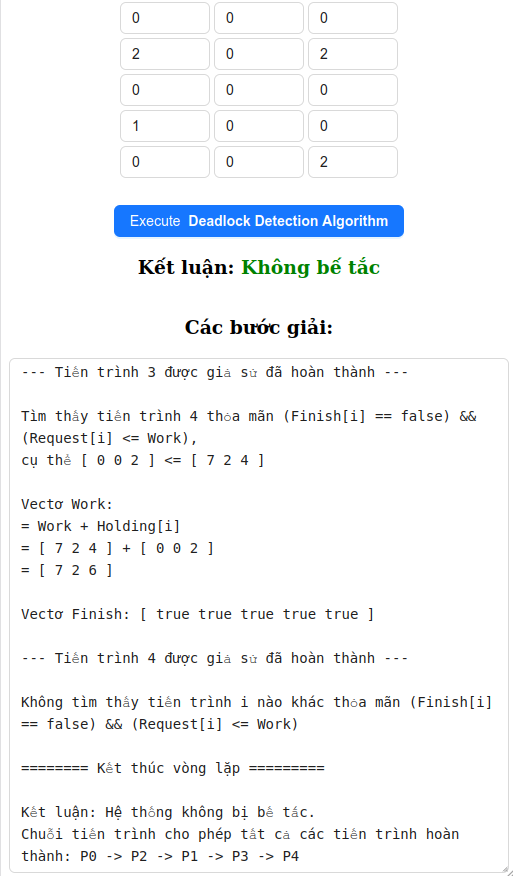 0 0 0
2 0 2
0 0 0
1 0 0
0 0 2
Execute Deadlock Detection Algorithm
Kết luận: Không bế tắc
Các bước giải:
--- Tiến trình 3 được giả sử đã hoàn thành ---
Tìm thấy tiến trình 4 thỏa mãn (Finish[i] == false) &&
(Request[i] <= Work),
cụ thể [ 0 0 2 ] <= [ 7 2 4 ]
Vectơ Work:
= Work + Holding[i]
= [ 7 2 4 ] + [ 0 0 2 ]
= [ 7 2 6 ]
Vectơ Finish: [ true true true true true ]
--- Tiến trình 4 được giả sử đã hoàn thành ---
Không tìm thấy tiến trình i nào khác thỏa mãn (Finish[i]
== false) && (Request[i] <= Work)
======== Kết thúc vòng lặp =========
Kết luận: Hệ thống không bị bế tắc.
Chuỗi tiến trình cho phép tất cả các tiến trình hoàn
thành: P0 -> P2 -> P1 -> P3 -> P4